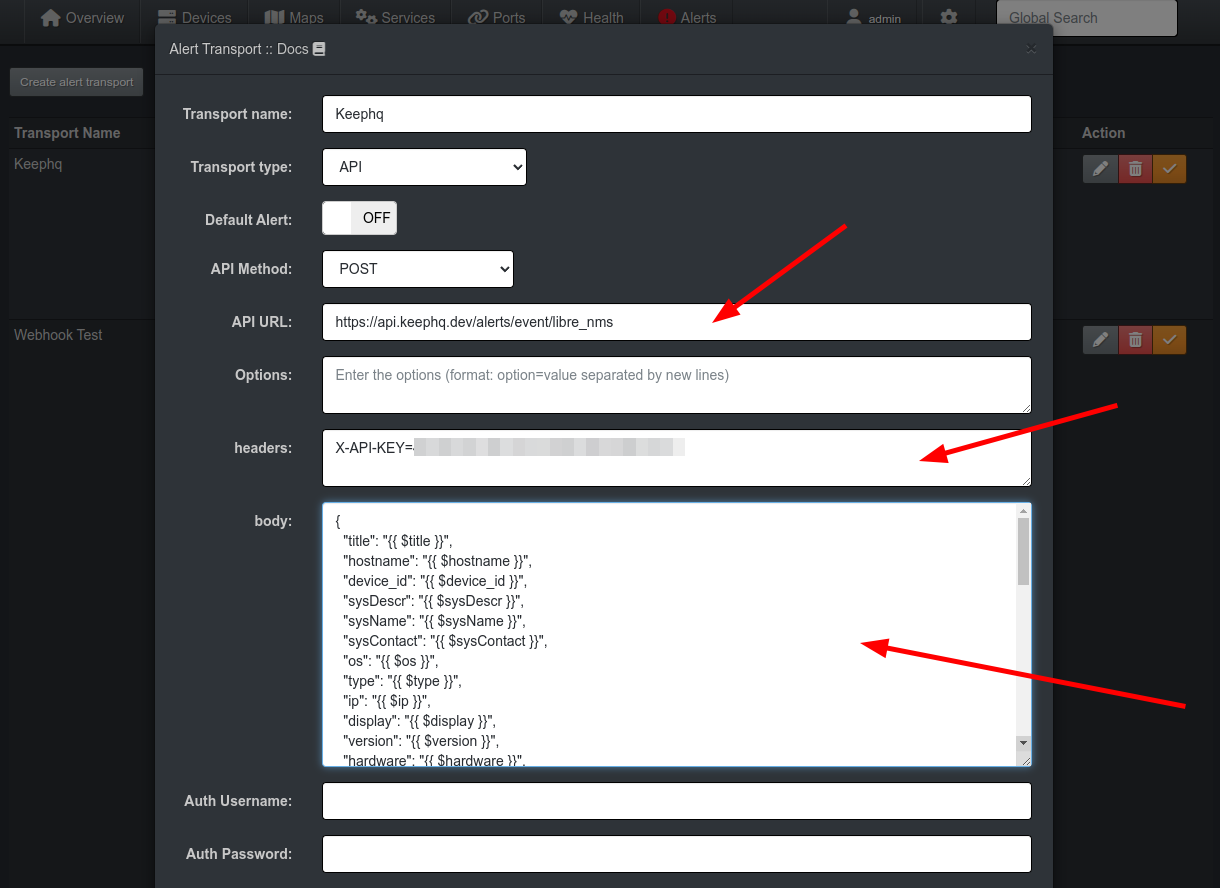 Overview
Devices
Maps
Services
Ports
Health
Alerts
admin
Global Search
Alert Transport :: Docs
×
Create alert transport
Transport Name
Action
Keephq
Webhook Test
Transport name:
Keephq
Transport type:
API
Default Alert:
OFF
API Method:
POST
API URL:
https://api.keephq.dev/alerts/event/libre_nms
Options:
Enter the options (format: option=value separated by new lines)
headers:
X-API-KEY=
body:
{
"title": "{{ $title }}",
"hostname": "{{ $hostname }}",
"device_id": "{{ $device_id }}",
"sysDescr": "{{ $sysDescr }}",
"sysName": "{{ $sysName }}",
"sysContact": "{{ $sysContact }}",
"os": "{{ $os }}",
"type": "{{ $type }}",
"ip": "{{ $ip }}",
"display": "{{ $display }}",
"version": "{{ $version }}",
"hardware": "{{ $hardware }}",
Auth Username:
Auth Password: